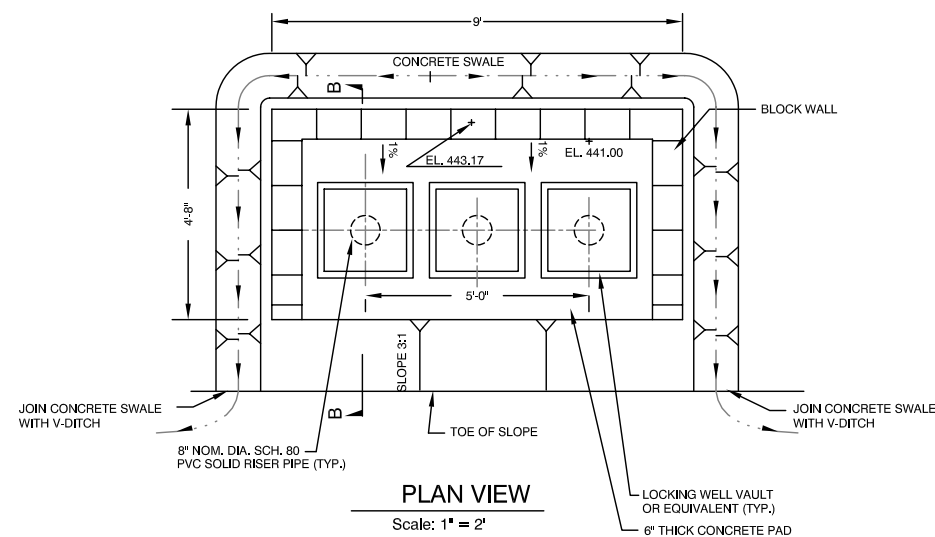 9'
CONCRETE SWALE
B
BLOCK WALL
1%
1%
EL. 443.17
EL. 441.00
4'-8"
5'-0"
SLOPE 3:1
B
JOIN CONCRETE SWALE
WITH V-DITCH
TOE OF SLOPE
JOIN CONCRETE SWALE
WITH V-DITCH
8" NOM. DIA. SCH. 80
PVC SOLID RISER PIPE (TYP.)
PLAN VIEW
Scale: 1" = 2'
LOCKING WELL VAULT
OR EQUIVALENT (TYP.)
6" THICK CONCRETE PAD